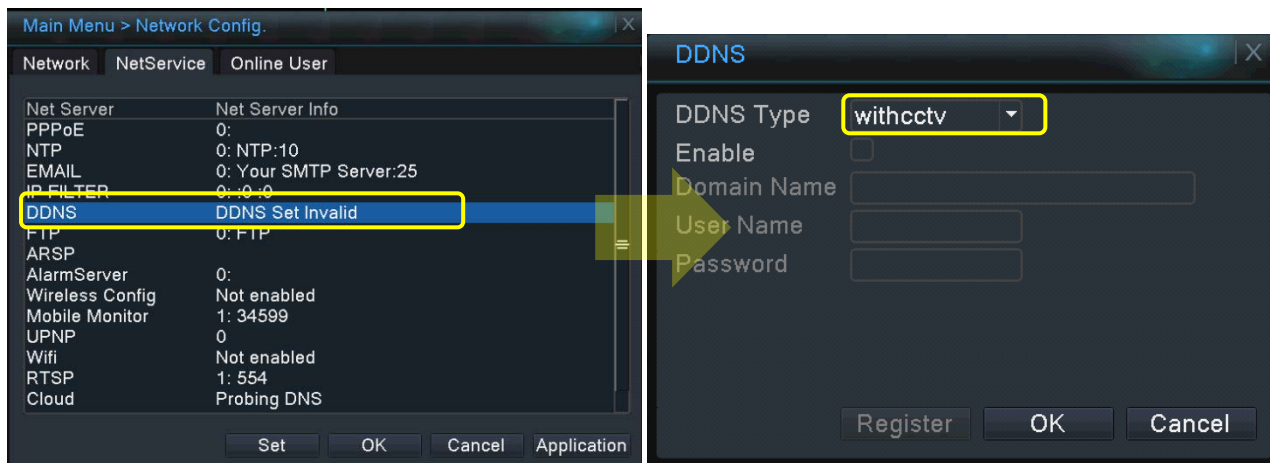 Main Menu > Network Config.
X
Network NetService Online User
Net Server Net Server Info
PPPoE 0:
NTP 0: NTP:10
EMAIL 0: Your SMTP Server:25
IP FILTER 0: :0 :0
DDNS DDNS Set Invalid
FTP 0: FTP
ARSP
AlarmServer 0:
Wireless Config Not enabled
Mobile Monitor 1: 34599
UPNP 0
Wifi Not enabled
RTSP 1: 554
Cloud Probing DNS
Set OK Cancel Application
DDNS
X
DDNS Type withcctv
Enable
Domain Name
User Name
Password
Register OK Cancel